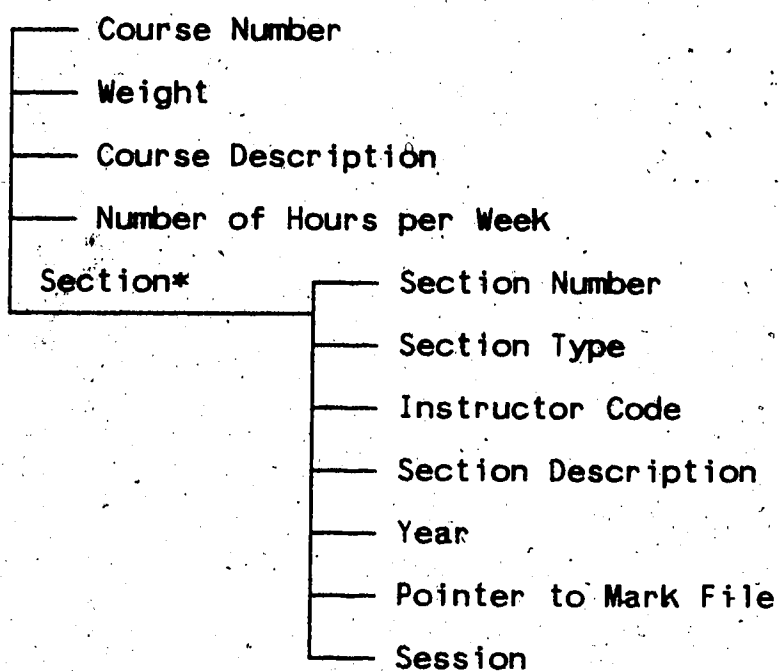 Course Number
Weight
Course Description
Number of Hours per Week
Section*
Section Number
Section Type
Instructor Code
Section Description
Year
Pointer to Mark File
Session